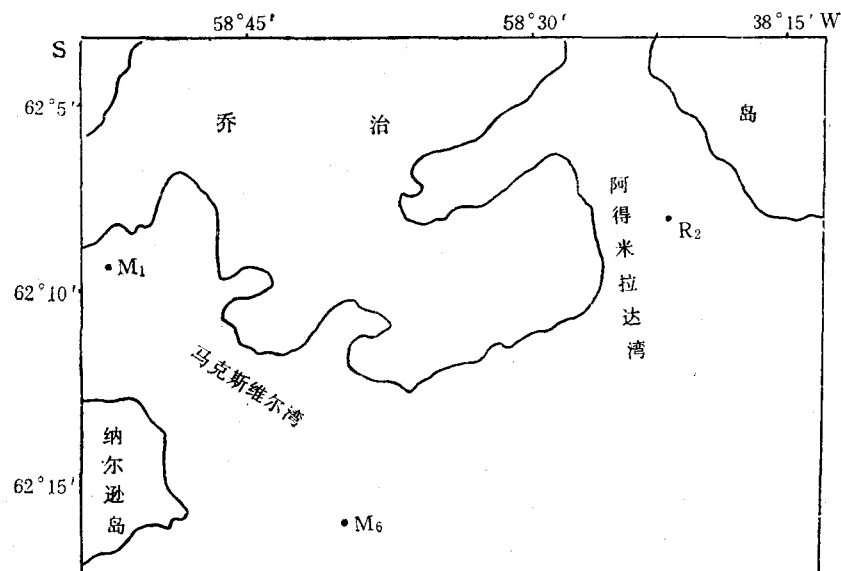 58°45′
58°30′
38°15′ W
S
62°5′
乔
治
岛
阿得米拉达湾
R₂
M₁
62°10′
马克斯维尔湾
纳尔逊岛
62°15′
M₆